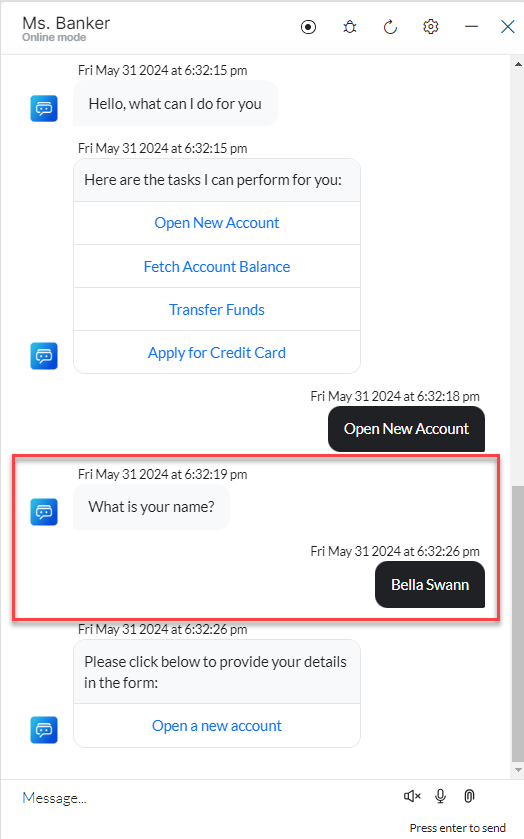 Ms. Banker
Online mode
Fri May 31 2024 at 6:32:15 pm
Hello, what can I do for you
Fri May 31 2024 at 6:32:15 pm
Here are the tasks I can perform for you:
Open New Account
Fetch Account Balance
Transfer Funds
Apply for Credit Card
Fri May 31 2024 at 6:32:18 pm
Open New Account
Fri May 31 2024 at 6:32:19 pm
What is your name?
Fri May 31 2024 at 6:32:26 pm
Bella Swann
Fri May 31 2024 at 6:32:26 pm
Please click below to provide your details
in the form:
Open a new account
Message...
Press enter to send